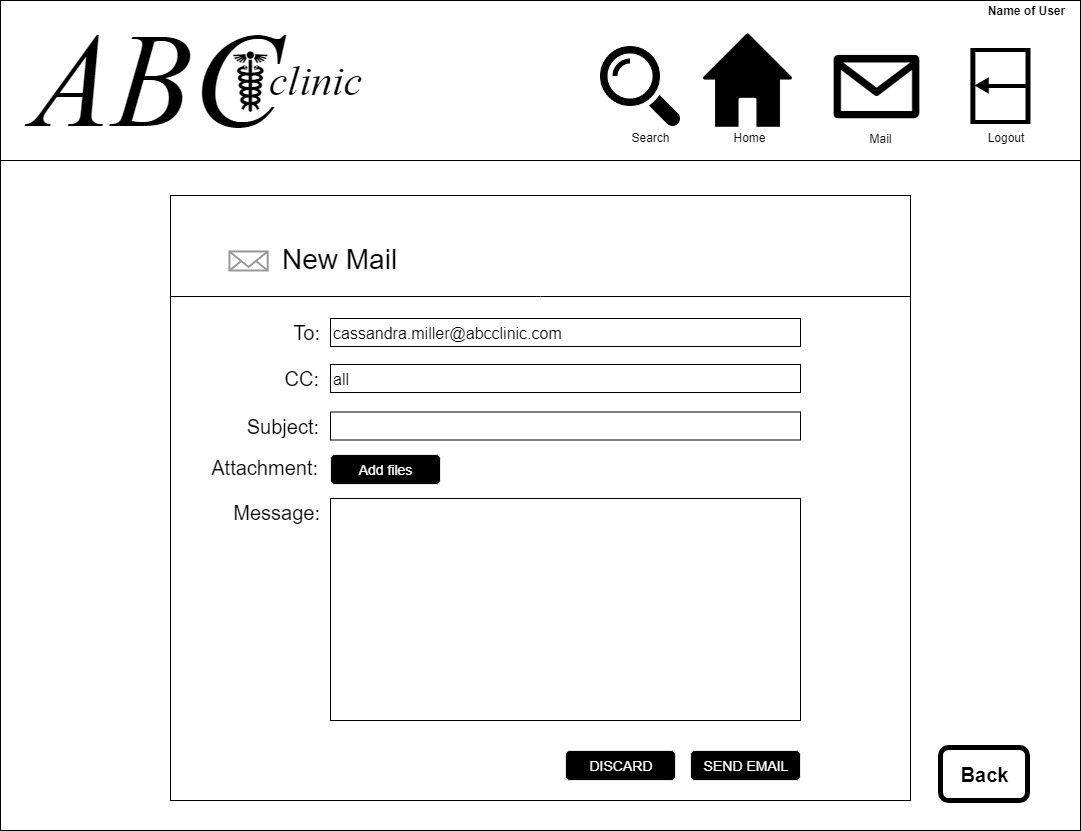 Name of User
ABC clinic
Search
Home
Mail
Logout
New Mail
To: cassandra.miller@abcclinic.com
CC: all
Subject:
Attachment: Add files
Message:
DISCARD SEND EMAIL
Back